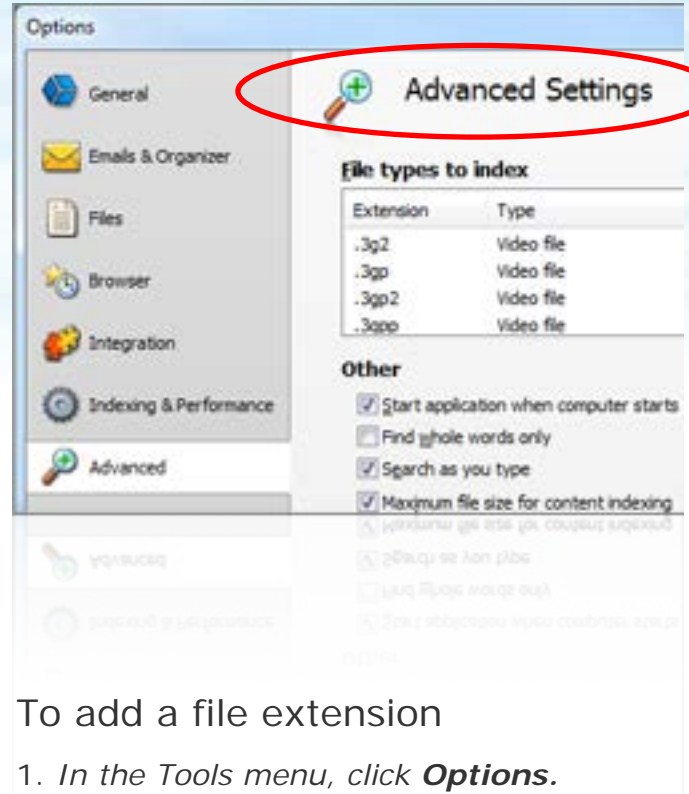 Options
General
Emails & Organizer
Files
Browser
Integration
Indexing & Performance
Advanced
Advanced Settings
File types to index
Extension Type
.3g2 Video file
.3gp Video file
.3gp2 Video file
.3gpp Video file
Other
Start application when computer starts
Find whole words only
Search as you type
Maximum file size for content indexing
To add a file extension
1. In the Tools menu, click Options.